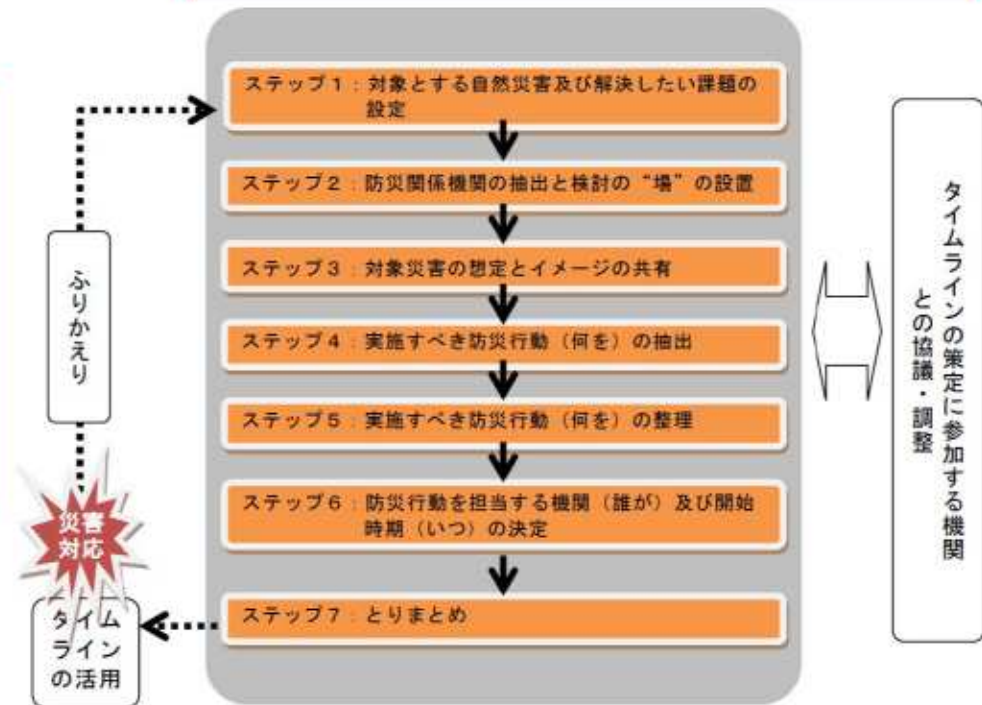 ステップ1：対象とする自然災害及び解決したい課題の
設定
ステップ2：防災関係機関の抽出と検討の“場”の設置
ステップ3：対象災害の想定とイメージの共有
ステップ4：実施すべき防災行動（何を）の抽出
ステップ5：実施すべき防災行動（何を）の整理
ステップ6：防災行動を担当する機関（誰が）及び開始
時期（いつ）の決定
ステップ7：とりまとめ
タイムラインの策定に参加する機関
との協議・調整
ふりかえり
災害
対応
タイム
ライン
の活用